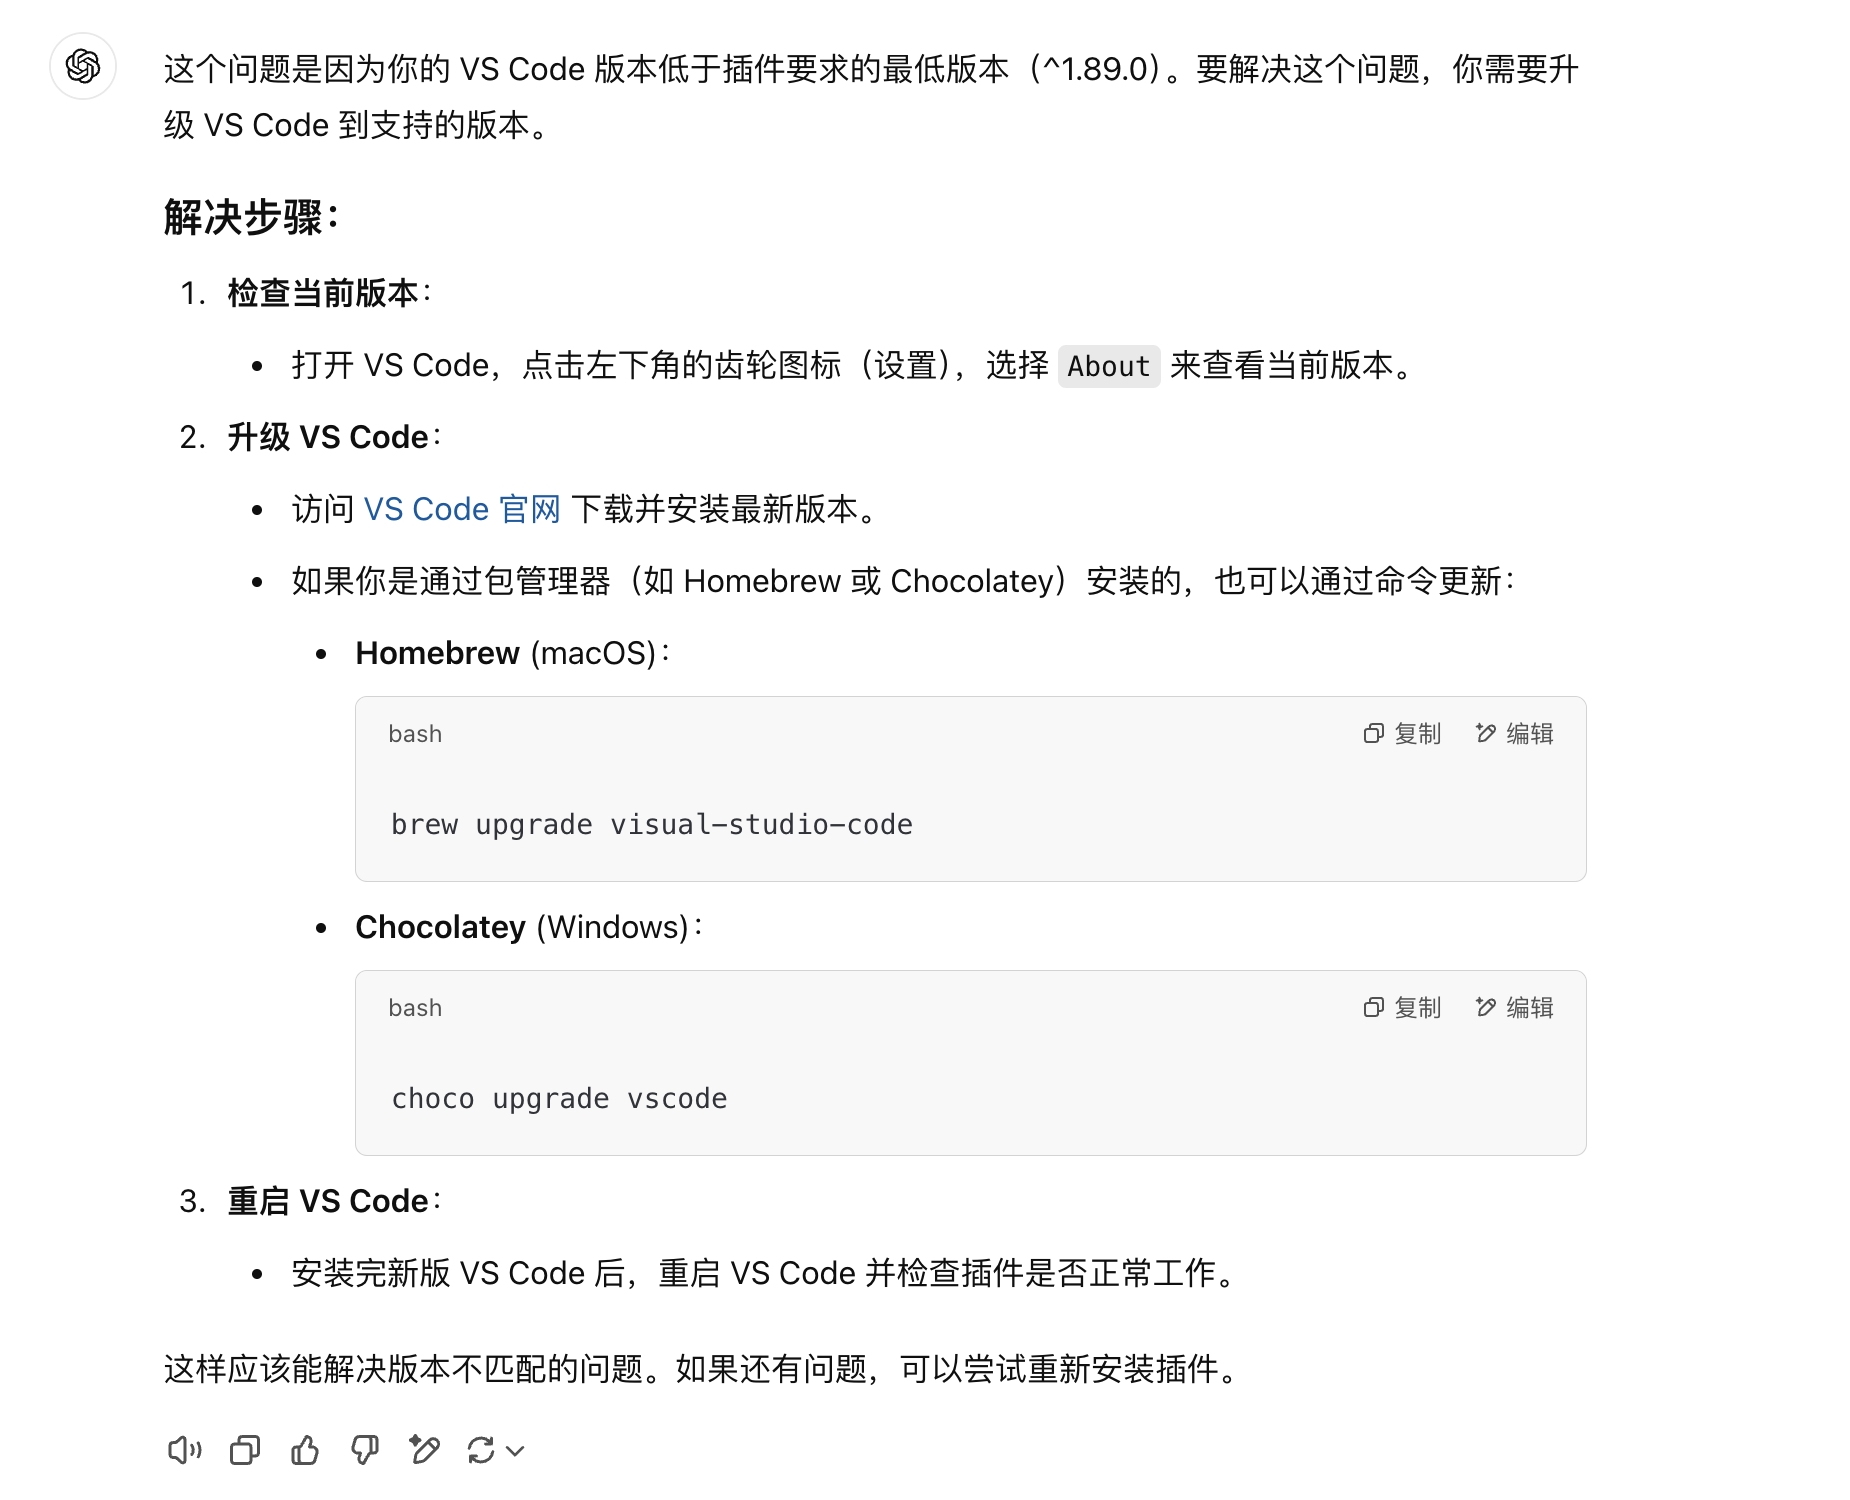 这个问题是因为你的 VS Code 版本低于插件要求的最低版本（^1.89.0）。要解决这个问题，你需要升
级 VS Code 到支持的版本。
解决步骤：
1. 检查当前版本：
• 打开 VS Code，点击左下角的齿轮图标（设置），选择 About 来查看当前版本。
2. 升级 VS Code：
• 访问 VS Code 官网 下载并安装最新版本。
• 如果你是通过包管理器（如 Homebrew 或 Chocolatey）安装的，也可以通过命令更新：
• Homebrew (macOS)：
bash 复制 编辑
brew upgrade visual-studio-code
• Chocolatey (Windows)：
bash 复制 编辑
choco upgrade vscode
3. 重启 VS Code：
• 安装完新版 VS Code 后，重启 VS Code 并检查插件是否正常工作。
这样应该能解决版本不匹配的问题。如果还有问题，可以尝试重新安装插件。